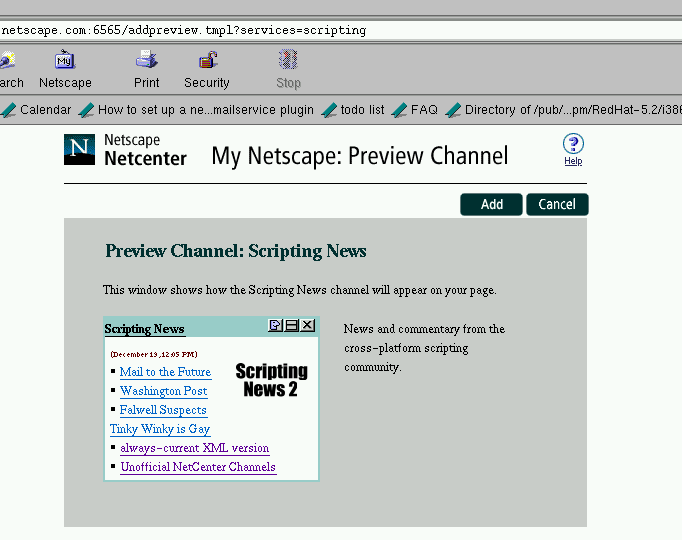 netscape.com:6565/addpreview.tmpl?services=scripting
arch Netscape Print Security Stop
Calendar How to set up a ne...mailservice plugin todo list FAQ Directory of /pub/...pm/RedHat-5.2/i386
N Netscape
Netcenter
My Netscape: Preview Channel
Help
Add Cancel
Preview Channel: Scripting News
This window shows how the Scripting News channel will appear on your page.
Scripting News
(December 13, 12:05 PM)
Scripting
News 2
Mail to the Future
Washington Post
Falwell Suspects
Tinky Winky is Gay
always-current XML version
Unofficial NetCenter Channels
News and commentary from the
cross-platform scripting
community.